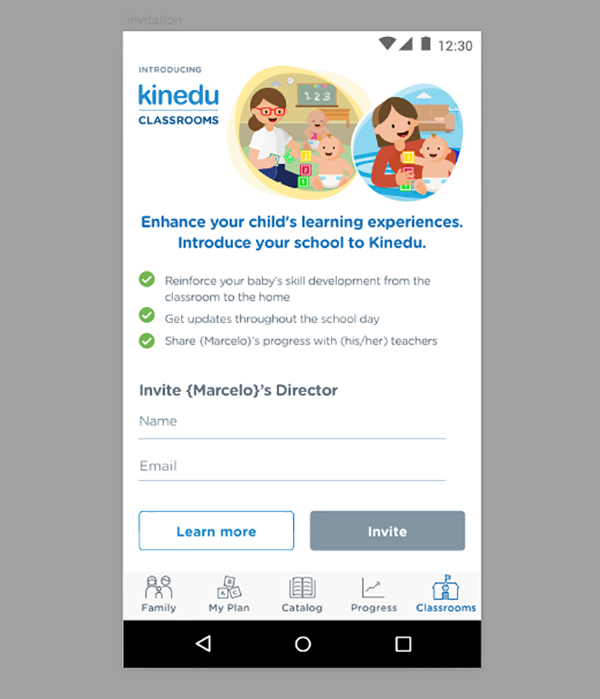 invitation
12:30
INTRODUCING
kinedu
CLASSROOMS
1 2 3
Enhance your child's learning experiences.
Introduce your school to Kinedu.
Reinforce your baby's skill development from the
classroom to the home
Get updates throughout the school day
Share {Marcelo}'s progress with (his/her) teachers
Invite {Marcelo}'s Director
Name
Email
Learn more
Invite
Family
My Plan
Catalog
Progress
Classrooms